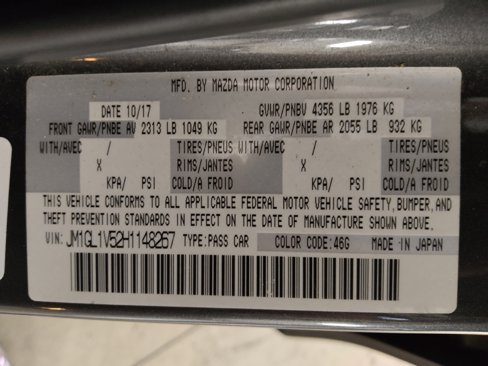 MFD. BY MAZDA MOTOR CORPORATION
DATE 10/17 GVWR/PNBV 4356 LB 1976 KG
FRONT GAWR/PNBE AV 2313 LB 1049 KG REAR GAWR/PNBE AR 2055 LB 932 KG
WITH/AVEC / TIRES/PNEUS WITH/AVEC / TIRES/PNEUS
X RIMS/JANTES X RIMS/JANTES
KPA/ PSI COLD/A FROID KPA/ PSI COLD/A FROID
THIS VEHICLE CONFORMS TO ALL APPLICABLE FEDERAL MOTOR VEHICLE SAFETY,BUMPER,AND
THEFT PREVENTION STANDARDS IN EFFECT ON THE DATE OF MANUFACTURE SHOWN ABOVE.
VIN: JM1GL1V52H1148267 TYPE:PASS CAR COLOR CODE:46G MADE IN JAPAN